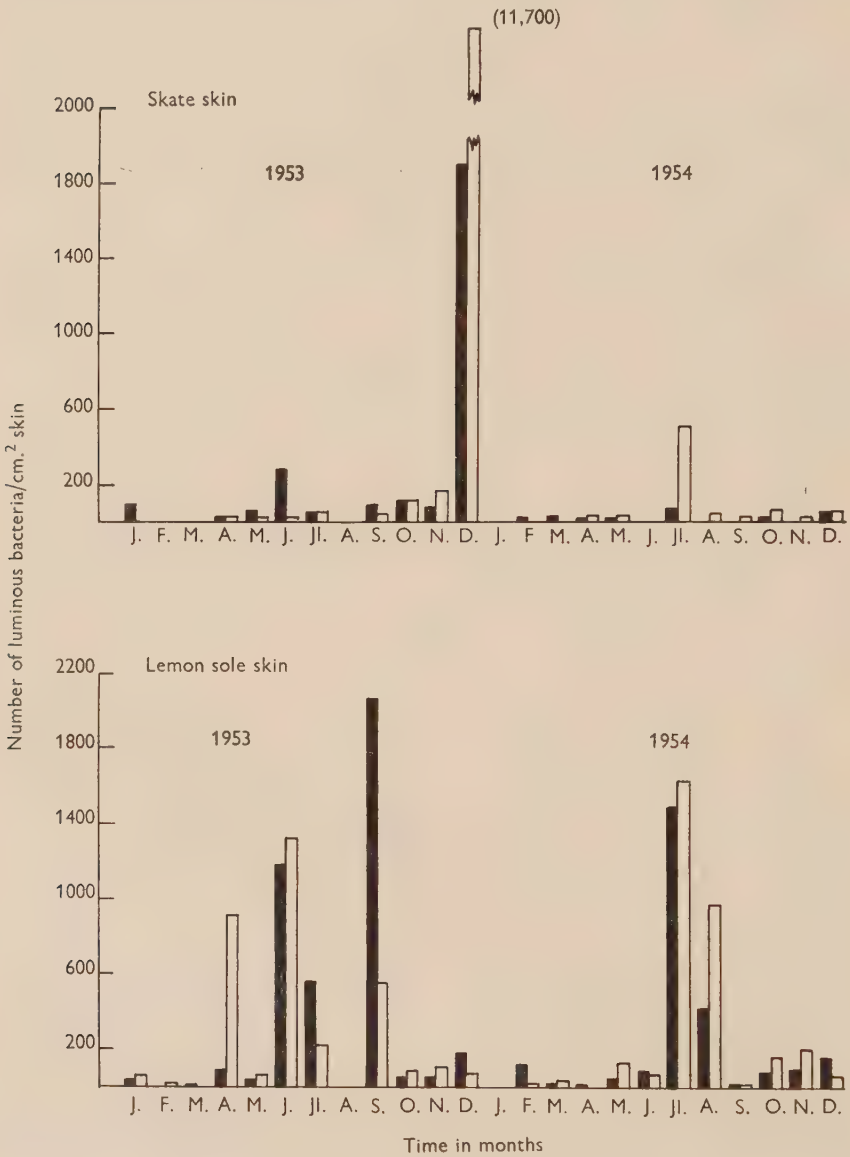 (11,700)
Skate skin
2000
1953 1954
1800
1400
1000
600
200
J. F. M. A. M. J. Jl. A. S. O. N. D. J. F M. A. M. J. Jl. A. S. O. N. D.
Number of luminous bacteria/cm.² skin
2200 Lemon sole skin
1953 1954
1800
1400
1000
600
200
J. F. M. A. M. J. Jl. A. S. O. N. D. J. F. M. A. M. J. Jl. A. S. O. N. D.
Time in months